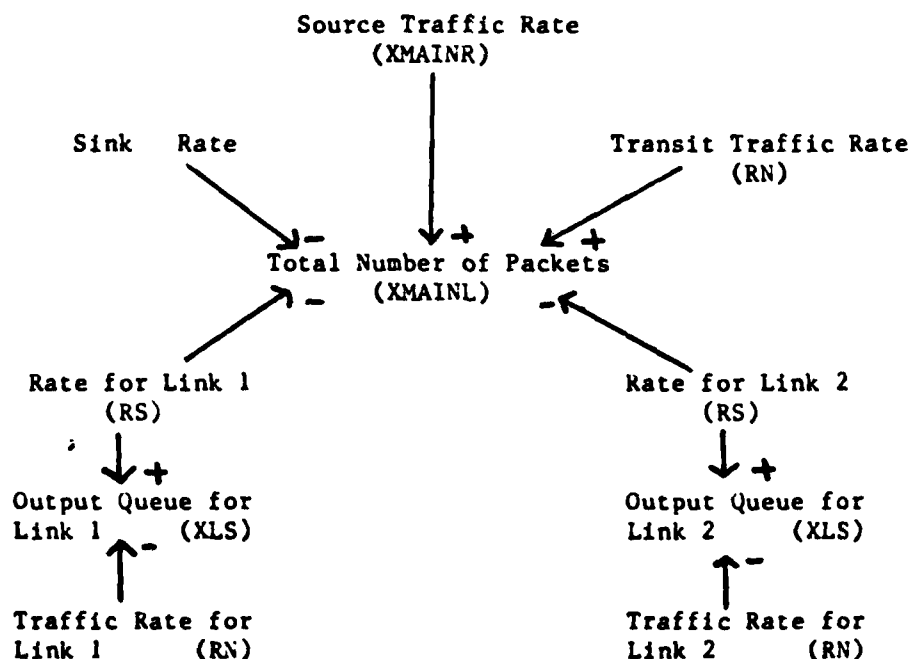 Source Traffic Rate
(XMAINR)
Sink Rate
Transit Traffic Rate
(RN)
- + +
Total Number of Packets
(XMAINL)
- -
Rate for Link 1
(RS)
Rate for Link 2
(RS)
+
Output Queue for
Link 1 (XLS)
-
Traffic Rate for
Link 1 (RN)
+
Output Queue for
Link 2 (XLS)
-
Traffic Rate for
Link 2 (RN)